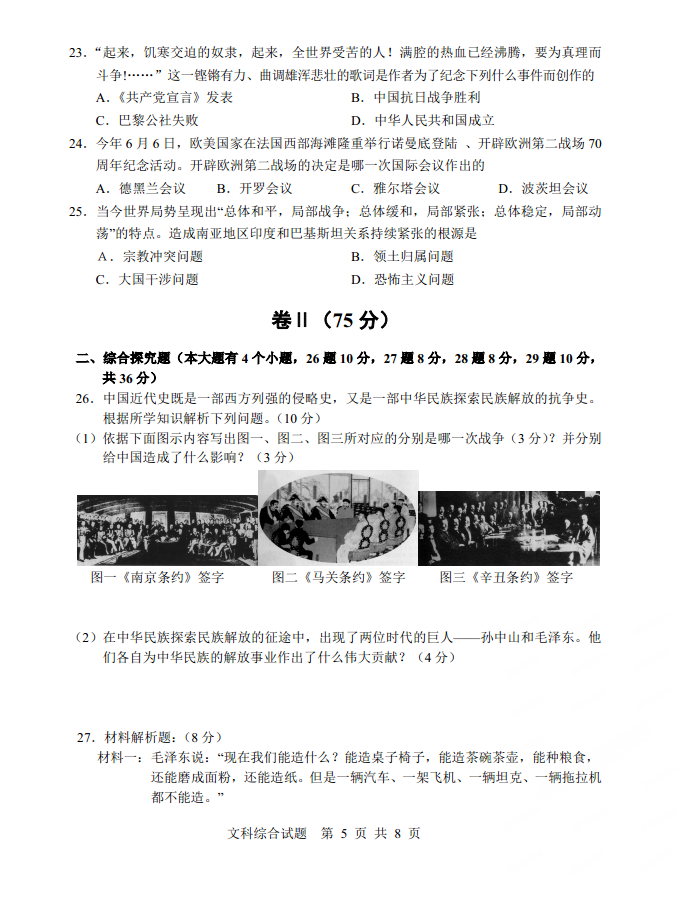 23．“起来，饥寒交迫的奴隶，起来，全世界受苦的人！满腔的热血已经沸腾，要为真理而
斗争!……”这一铿锵有力、曲调雄浑悲壮的歌词是作者为了纪念下列什么事件而创作的
A．《共产党宣言》发表 B．中国抗日战争胜利
C．巴黎公社失败 D．中华人民共和国成立
24．今年 6 月 6 日，欧美国家在法国西部海滩隆重举行诺曼底登陆 、开辟欧洲第二战场 70
周年纪念活动。开辟欧洲第二战场的决定是哪一次国际会议作出的
A．德黑兰会议 B．开罗会议 C．雅尔塔会议 D．波茨坦会议
25．当今世界局势呈现出“总体和平，局部战争；总体缓和，局部紧张；总体稳定，局部动
荡”的特点。造成南亚地区印度和巴基斯坦关系持续紧张的根源是
A．宗教冲突问题 B．领土归属问题
C．大国干涉问题 D．恐怖主义问题
卷Ⅱ（75 分）
二、综合探究题（本大题有 4 个小题，26 题 10 分，27 题 8 分，28 题 8 分，29 题 10 分，
共 36 分）
26．中国近代史既是一部西方列强的侵略史，又是一部中华民族探索民族解放的抗争史。
根据所学知识解析下列问题。（10 分）
（1）依据下面图示内容写出图一、图二、图三所对应的分别是哪一次战争（3 分）？并分别
给中国造成了什么影响？（3 分）
图一《南京条约》签字 图二《马关条约》签字 图三《辛丑条约》签字
（2）在中华民族探索民族解放的征途中，出现了两位时代的巨人——孙中山和毛泽东。他
们各自为中华民族的解放事业作出了什么伟大贡献？（4 分）
27．材料解析题：（8 分）
材料一：毛泽东说：“现在我们能造什么？能造桌子椅子，能造茶碗茶壶，能种粮食，
还能磨成面粉，还能造纸。但是一辆汽车、一架飞机、一辆坦克、一辆拖拉机
都不能造。”
文科综合试题 第 5 页 共 8 页